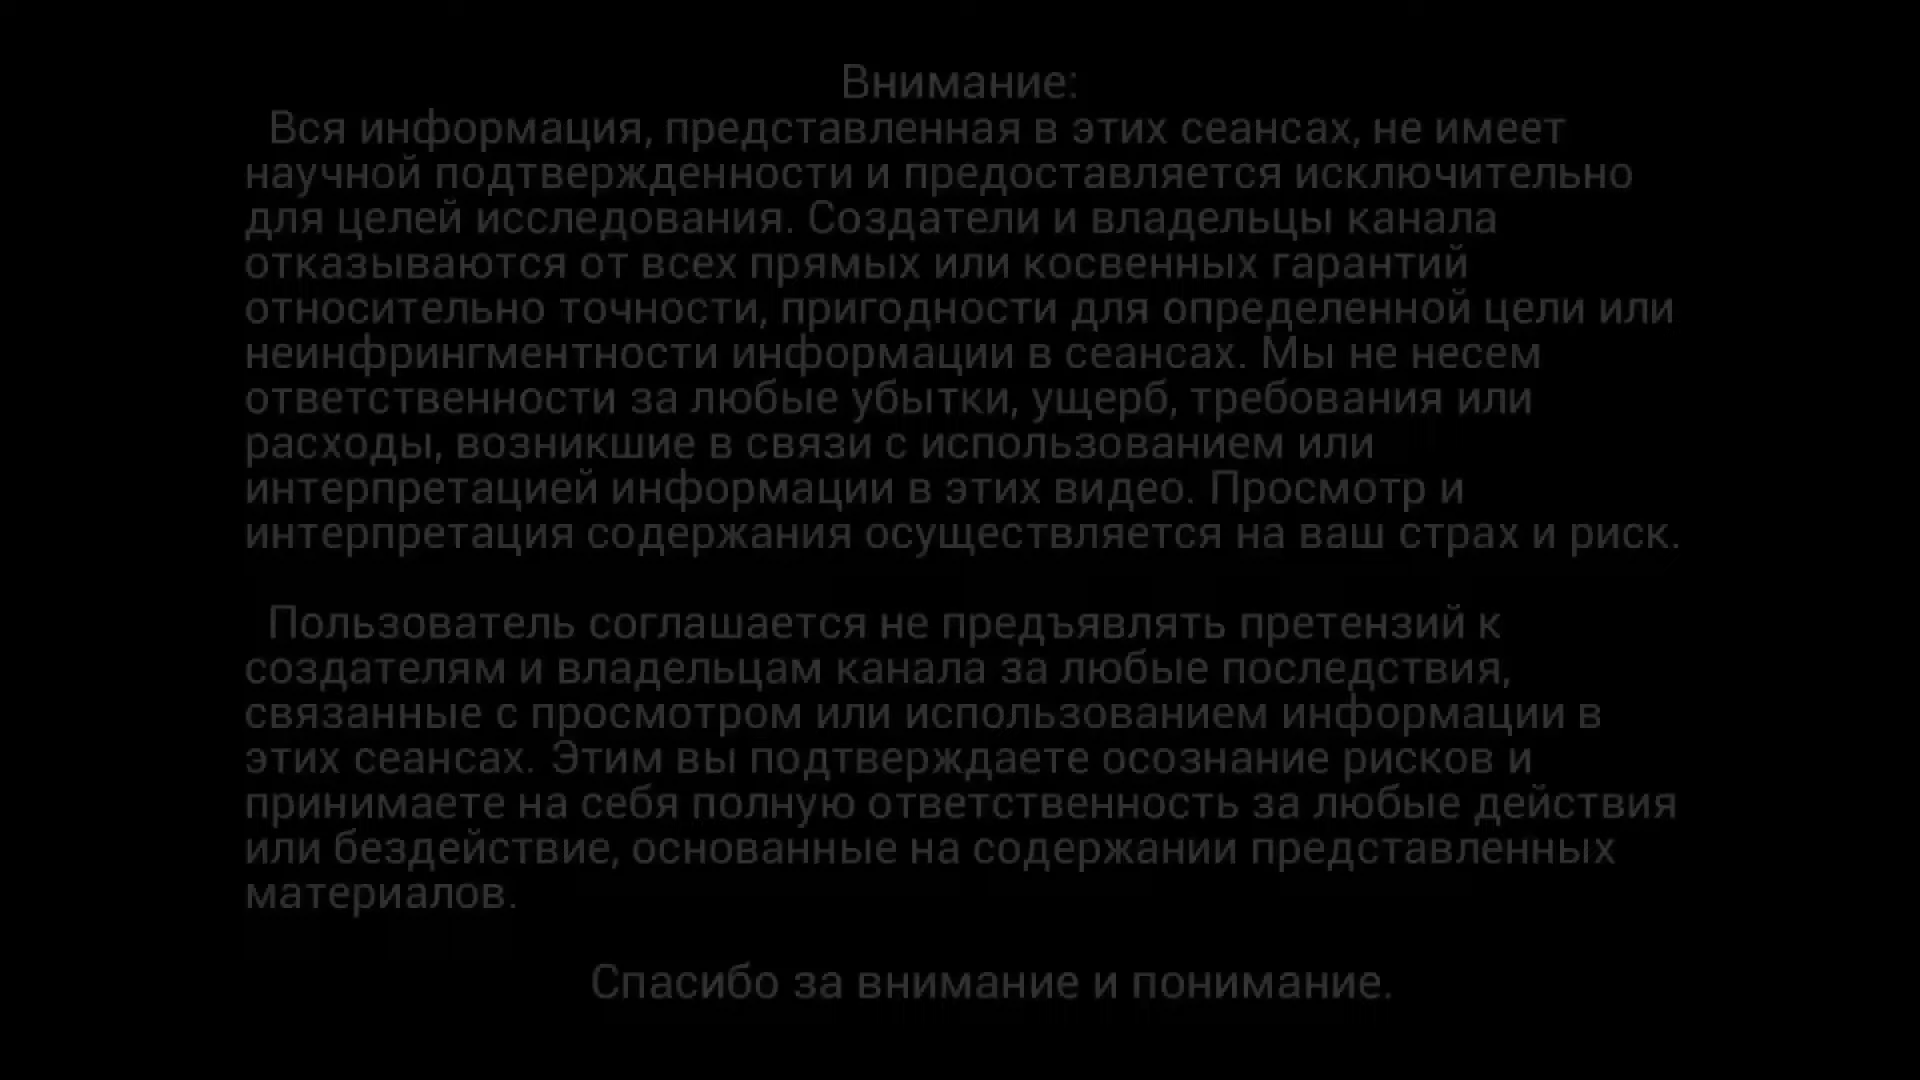 Внимание:
Вся информация, представленная в этих сеансах, не имеет
научной подтвержденности и предоставляется исключительно
для целей исследования. Создатели и владельцы канала
отказываются от всех прямых или косвенных гарантий
относительно точности, пригодности для определенной цели или
неинфрингментности информации в сеансах. Мы не несем
ответственности за любые убытки, ущерб, требования или
расходы, возникшие в связи с использованием или
интерпретацией информации в этих видео. Просмотр и
интерпретация содержания осуществляется на ваш страх и риск.
Пользователь соглашается не предъявлять претензий к
создателям и владельцам канала за любые последствия,
связанные с просмотром или использованием информации в
этих сеансах. Этим вы подтверждаете осознание рисков и
принимаете на себя полную ответственность за любые действия
или бездействие, основанные на содержании представленных
материалов.
Спасибо за внимание и понимание.